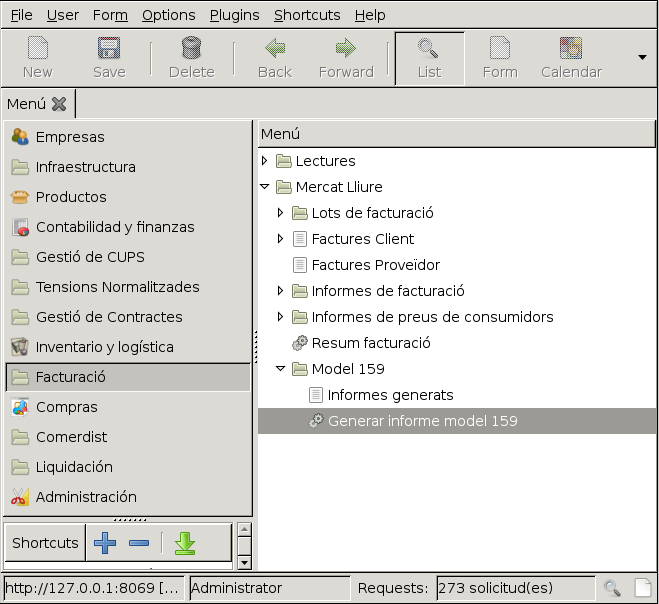 File User Form Options Plugins Shortcuts Help
New Save Delete Back Forward List Form Calendar
Menú
Empresas
Infraestructura
Productos
Contabilidad y finanzas
Gestió de CUPS
Tensions Normalitzades
Gestió de Contractes
Inventario y logística
Facturació
Compras
Comerdist
Liquidación
Administración
Shortcuts
Menú
Lectures
Mercat Lliure
Lots de facturació
Factures Client
Factures Proveïdor
Informes de facturació
Informes de preus de consumidors
Resum facturació
Model 159
Informes generats
Generar informe model 159
http://127.0.0.1:8069 [... Administrator Requests: 273 solicitud(es)